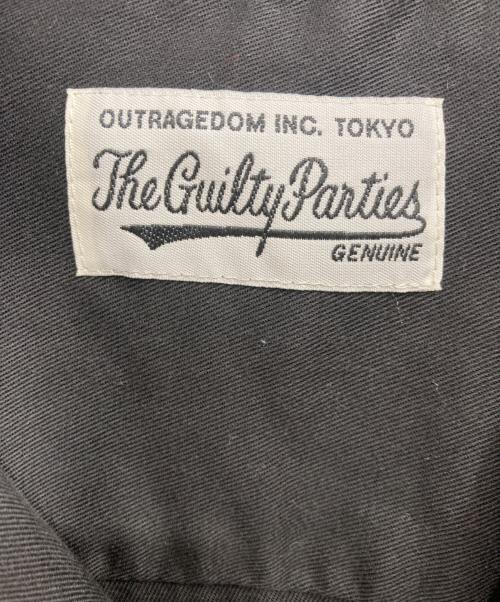 OUTRAGEDOM INC. TOKYO
The Guilty Parties
GENUINE